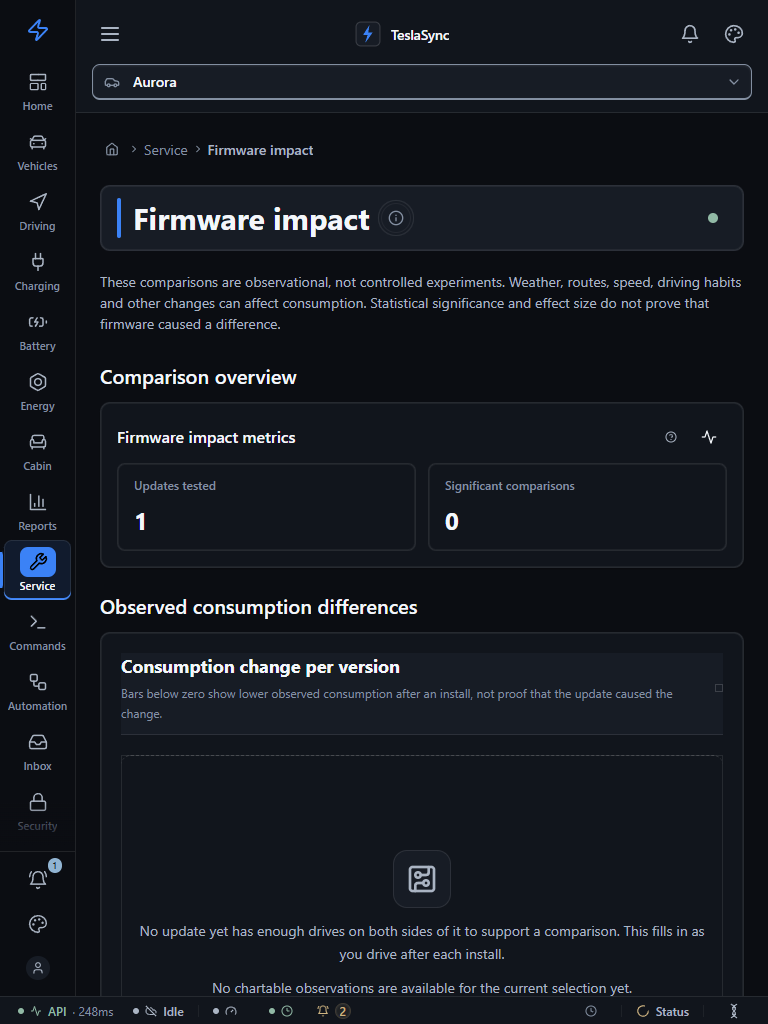 TeslaSync
Aurora
Home
Vehicles
Driving
Charging
Battery
Energy
Cabin
Reports
Service
Commands
Automation
Inbox
Security
1
Service
Firmware impact
Firmware impact
These comparisons are observational, not controlled experiments. Weather, routes, speed, driving habits
and other changes can affect consumption. Statistical significance and effect size do not prove that
firmware caused a difference.
Comparison overview
Firmware impact metrics
Updates tested
1
Significant comparisons
0
Observed consumption differences
Consumption change per version
Bars below zero show lower observed consumption after an install, not proof that the update caused the
change.
No update yet has enough drives on both sides of it to support a comparison. This fills in as
you drive after each install.
No chartable observations are available for the current selection yet.
API · 248ms
Idle
2
Status